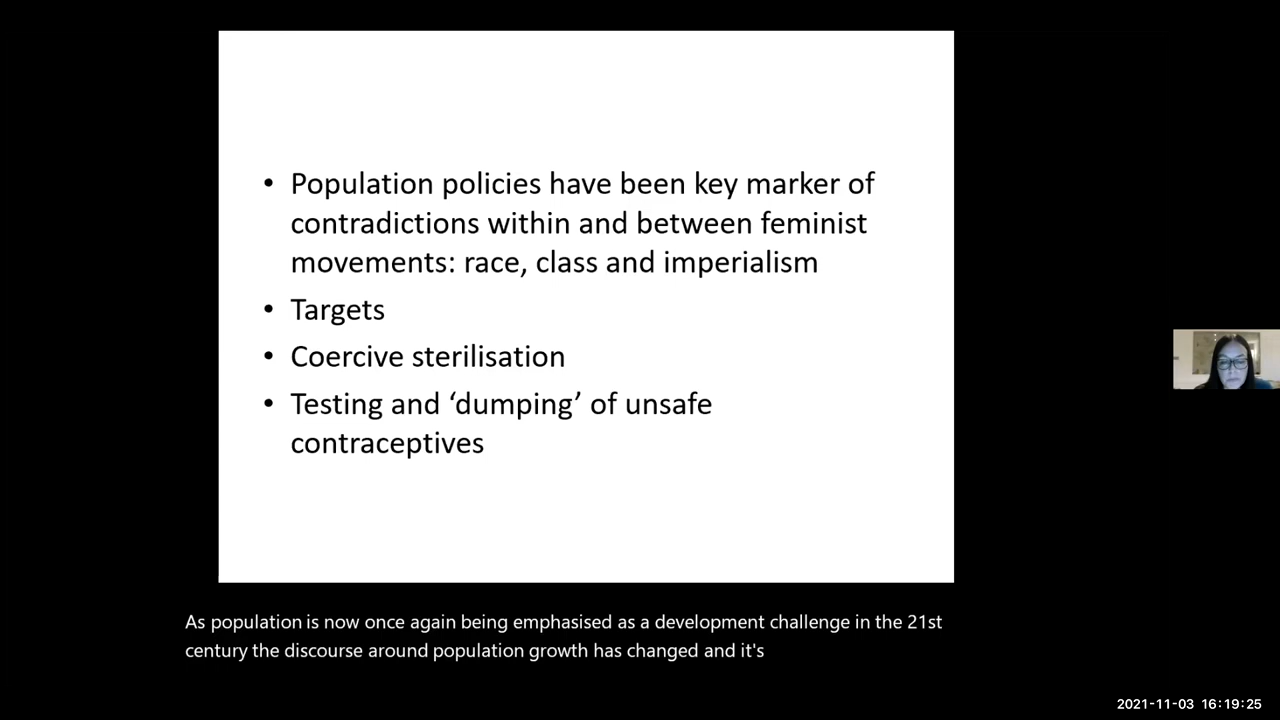 • Population policies have been key marker of
contradictions within and between feminist
movements: race, class and imperialism
• Targets
• Coercive sterilisation
• Testing and ‘dumping’ of unsafe
contraceptives
As population is now once again being emphasised as a development challenge in the 21st
century the discourse around population growth has changed and it's
2021-11-03 16:19:25